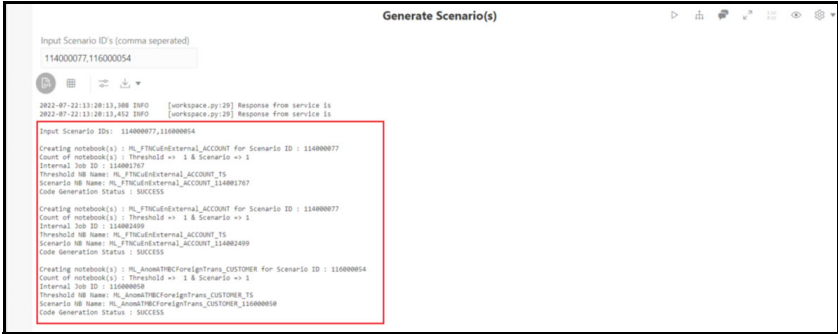 Generate Scenario(s)
Input Scenario ID's (comma seperated)
114000077,116000054
2022-07-22:13:20:13,308 INFO [workspace.py:29] Response from service is
2022-07-22:13:20:13,452 INFO [workspace.py:29] Response from service is
Input Scenario IDs: 114000077,116000054
Creating notebook(s) : ML_FTNCuEnExternal_ACCOUNT for Scenario ID : 114000077
Count of notebook(s) : Threshold => 1 & Scenario => 1
Internal Job ID : 114001767
Threshold NB Name: ML_FTNCuEnExternal_ACCOUNT_TS
Scenario NB Name: ML_FTNCuEnExternal_ACCOUNT_114001767
Code Generation Status : SUCCESS
Creating notebook(s) : ML_FTNCuEnExternal_ACCOUNT for Scenario ID : 114000077
Count of notebook(s) : Threshold => 1 & Scenario => 1
Internal Job ID : 114002499
Threshold NB Name: ML_FTNCuEnExternal_ACCOUNT_TS
Scenario NB Name: ML_FTNCuEnExternal_ACCOUNT_114002499
Code Generation Status : SUCCESS
Creating notebook(s) : ML_AnomATMBCForeignTrans_CUSTOMER for Scenario ID : 116000054
Count of notebook(s) : Threshold => 1 & Scenario => 1
Internal Job ID : 116000050
Threshold NB Name: ML_AnomATMBCForeignTrans_CUSTOMER_TS
Scenario NB Name: ML_AnomATMBCForeignTrans_CUSTOMER_116000050
Code Generation Status : SUCCESS